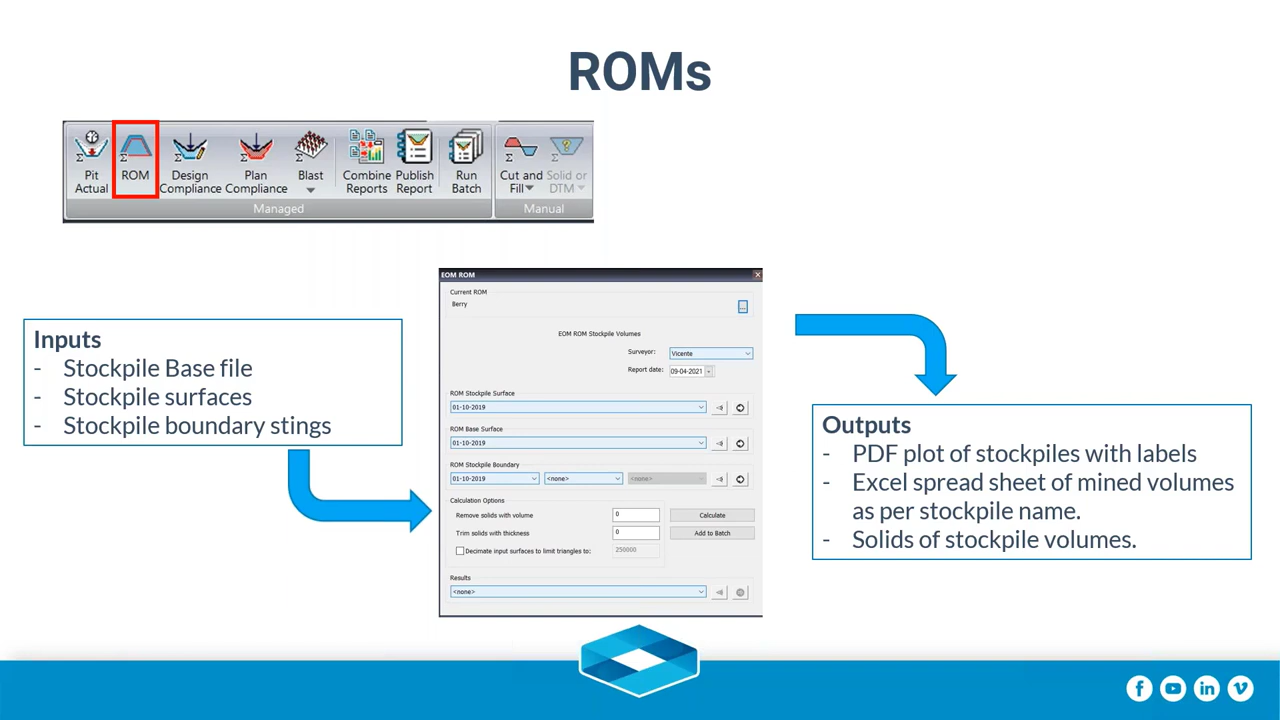 ROMs
Pit Actual
ROM
Design Compliance
Plan Compliance
Blast
Combine Reports
Publish Report
Run Batch
Cut and Fill
Solid or DTM
Managed
Manual
Inputs
- Stockpile Base file
- Stockpile surfaces
- Stockpile boundary stings
EOM ROM
Current ROM
Berry
...
EOM ROM Stockpile Volumes
Surveyor: Vicente
Report date: 09-04-2021
ROM Stockpile Surface
01-10-2019
ROM Base Surface
01-10-2019
ROM Stockpile Boundary
01-10-2019 <none> <none>
Calculation Options
Remove solids with volume 0 Calculate
Trim solids with thickness 0 Add to Batch
Decimate input surfaces to limit triangles to: 250000
Results
<none>
Outputs
- PDF plot of stockpiles with labels
- Excel spread sheet of mined volumes
as per stockpile name.
- Solids of stockpile volumes.